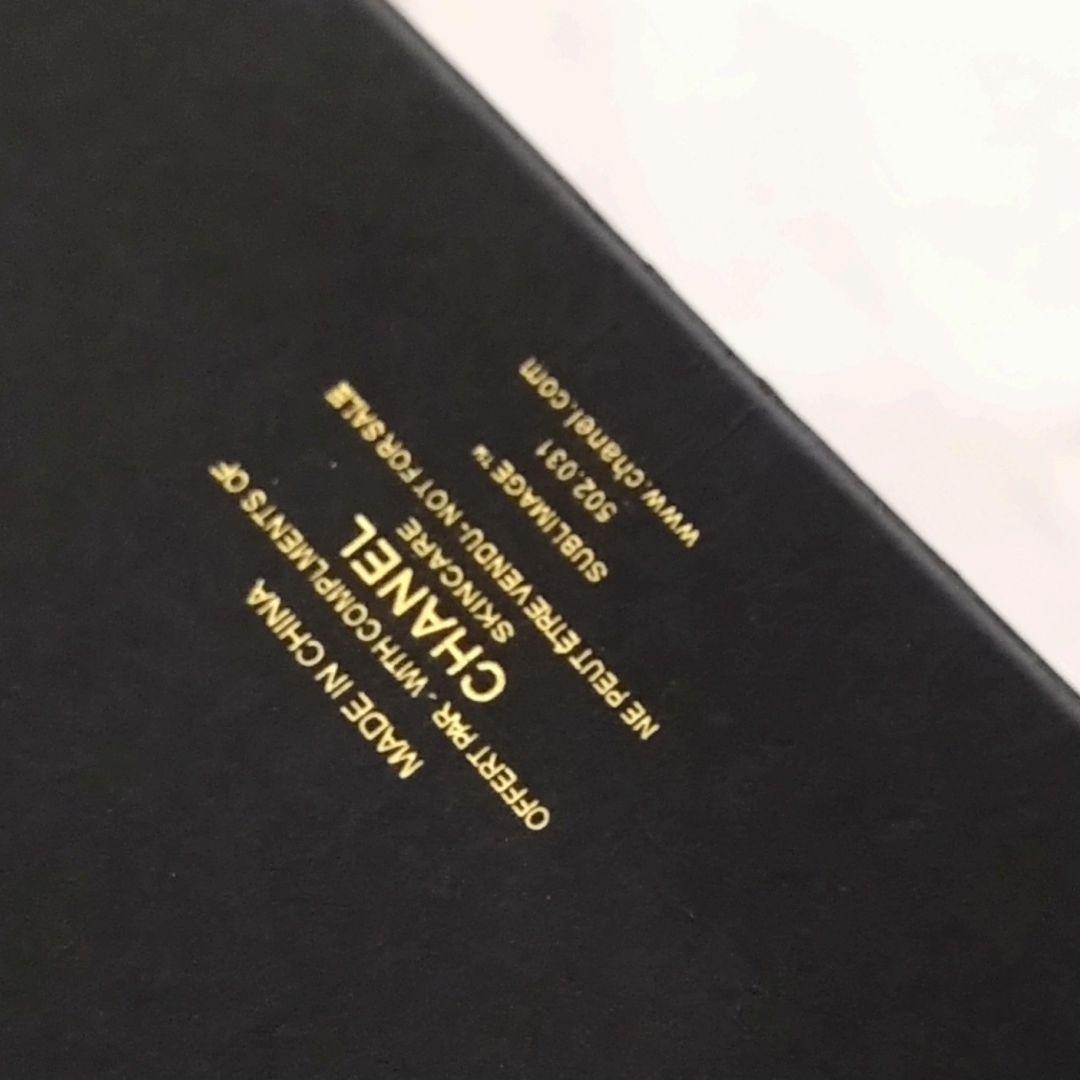 MADE IN CHINA
OFFERT PAR - WITH COMPLMENTS OF
CHANEL
SKINCARE
NE PEUT ÊTRE VENDU- NOT FOR SALE
SUBLIMAGE™
502.031
www.chanel.com